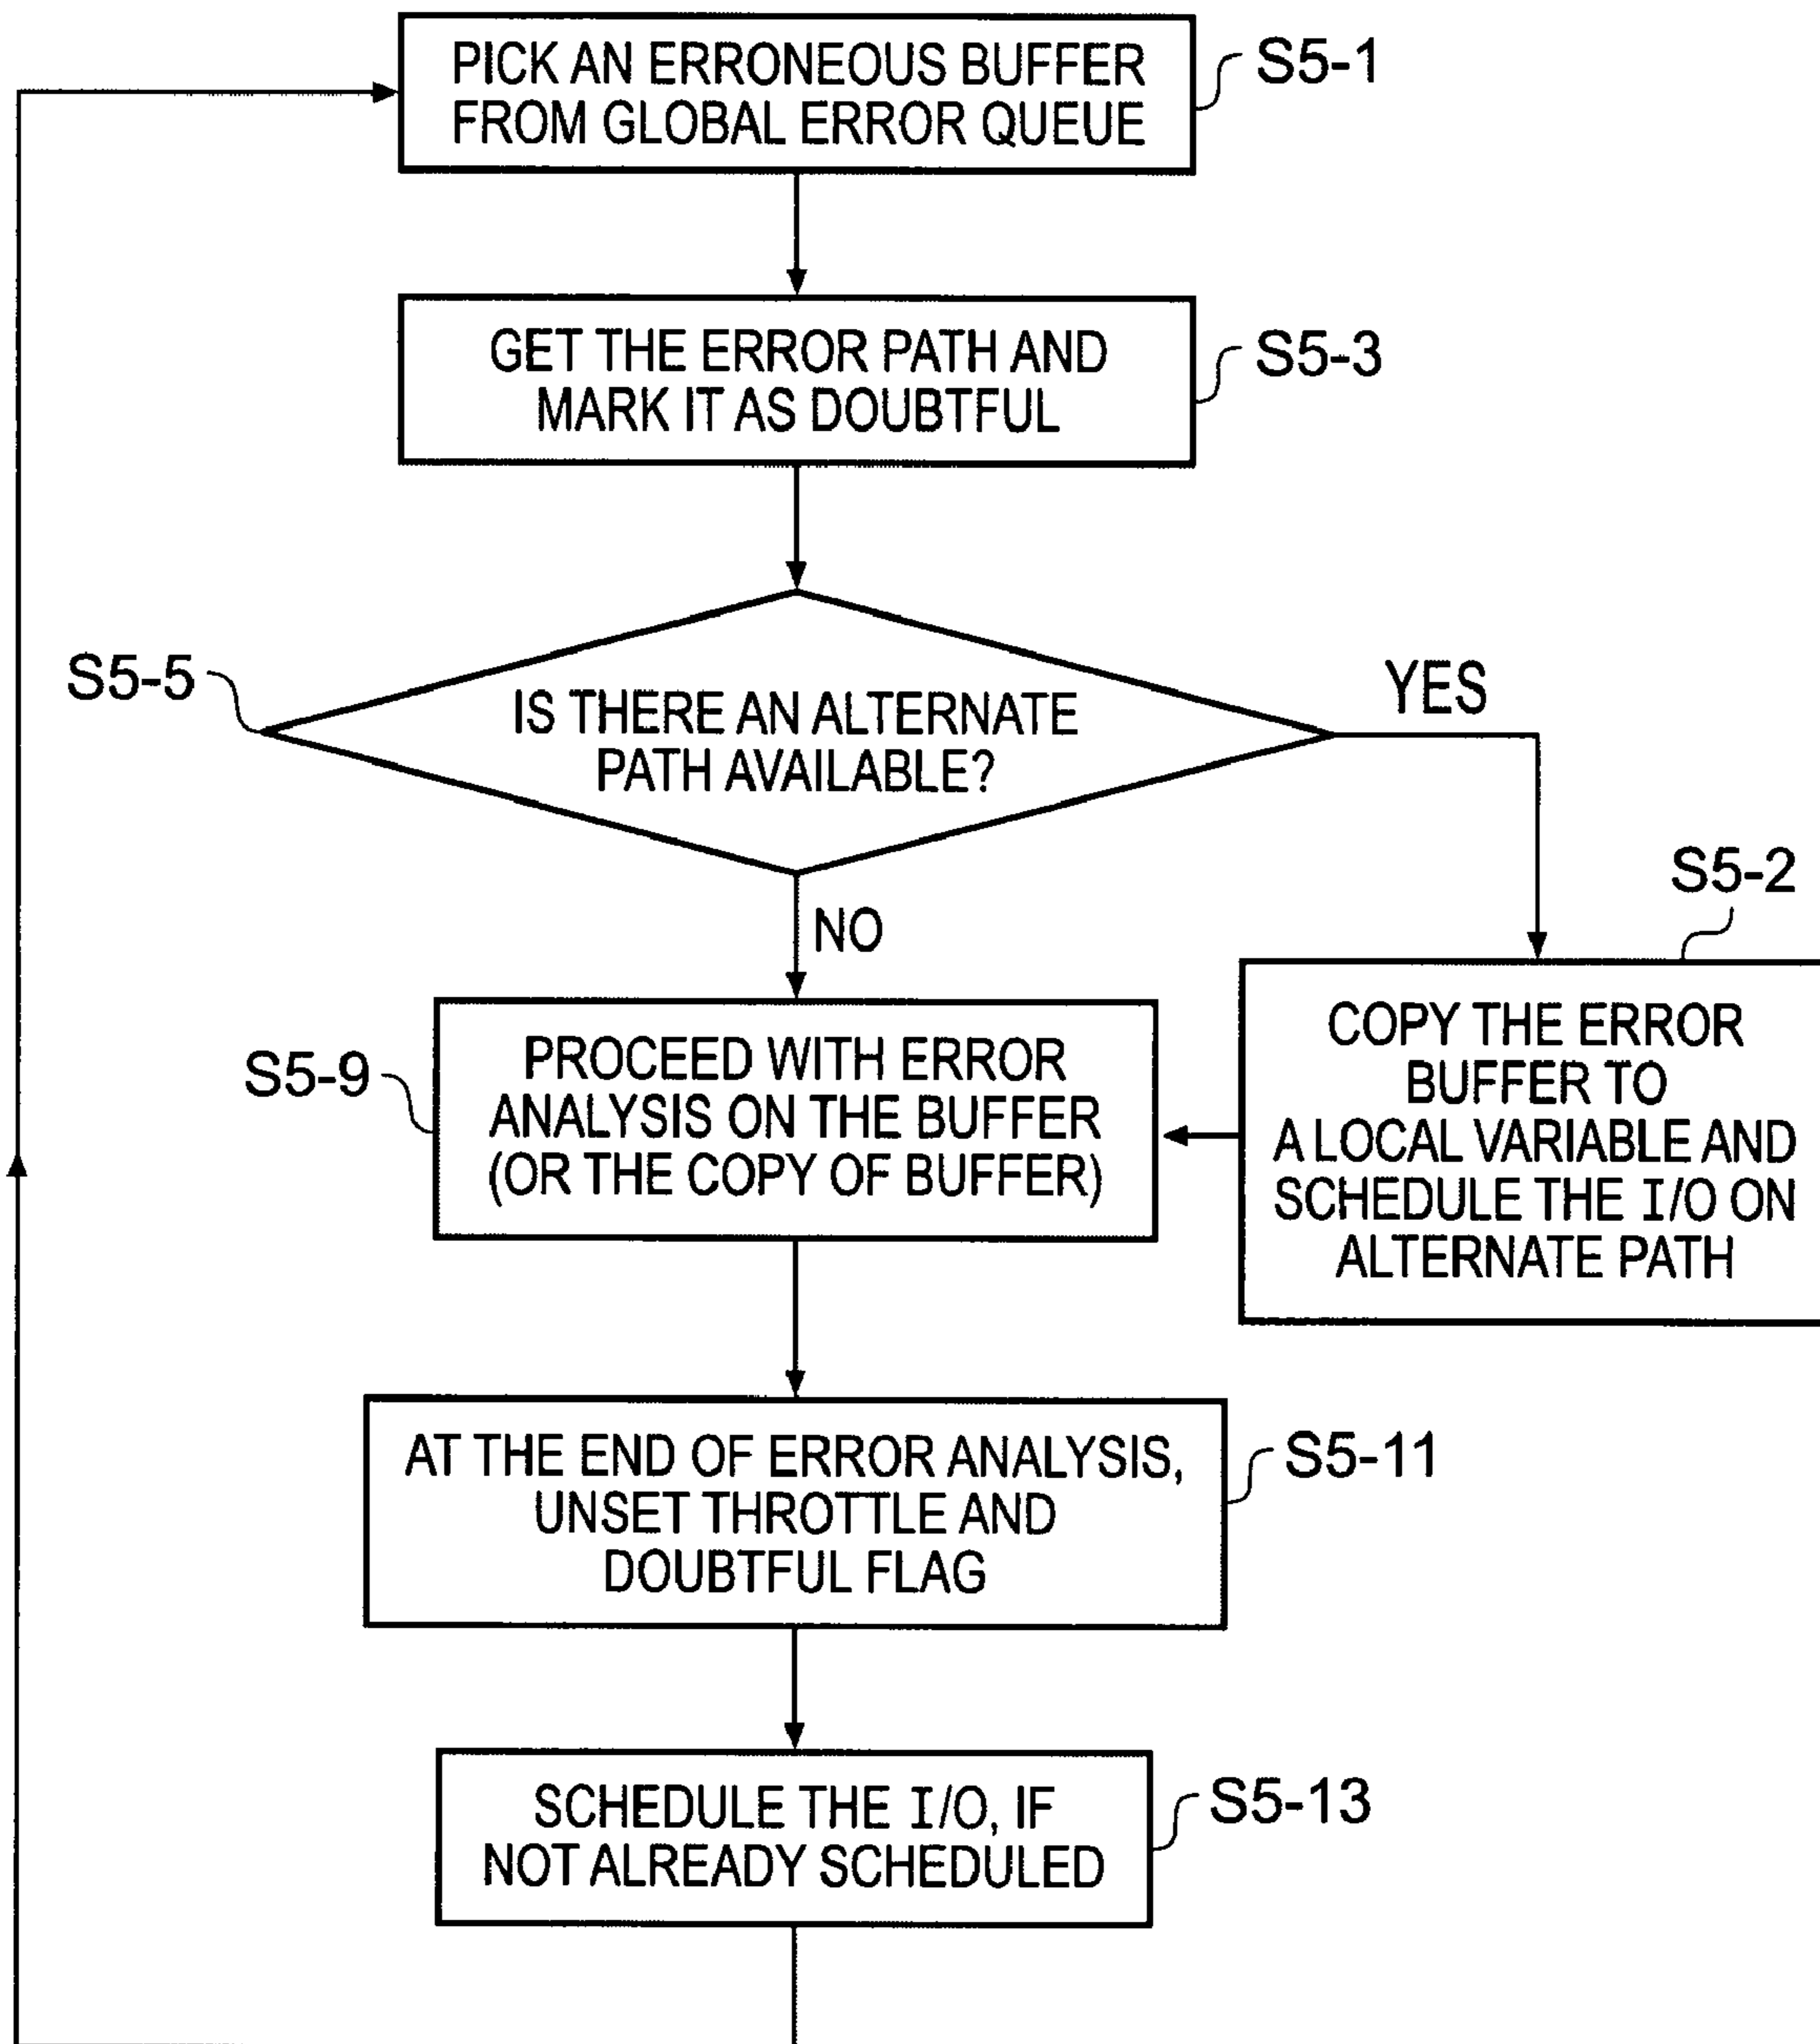 PICK AN ERRONEOUS BUFFER
FROM GLOBAL ERROR QUEUE
S5-1
GET THE ERROR PATH AND
MARK IT AS DOUBTFUL
S5-3
S5-5
IS THERE AN ALTERNATE
PATH AVAILABLE?
YES
NO
S5-2
COPY THE ERROR
BUFFER TO
A LOCAL VARIABLE AND
SCHEDULE THE I/O ON
ALTERNATE PATH
S5-9
PROCEED WITH ERROR
ANALYSIS ON THE BUFFER
(OR THE COPY OF BUFFER)
AT THE END OF ERROR ANALYSIS,
UNSET THROTTLE AND
DOUBTFUL FLAG
S5-11
SCHEDULE THE I/O, IF
NOT ALREADY SCHEDULED
S5-13